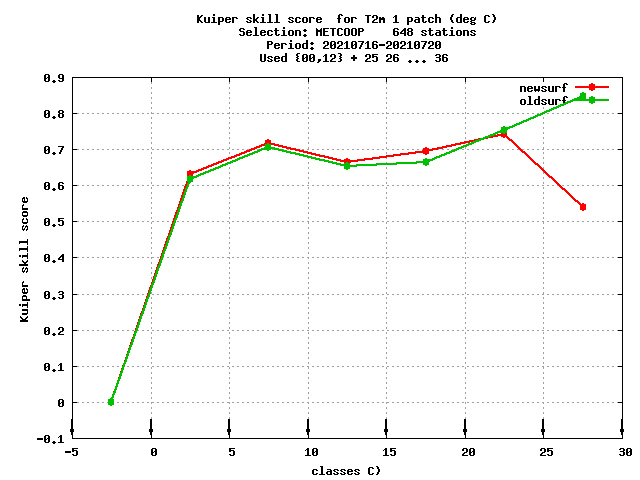 Kuiper skill score  for T2m 1 patch (deg C)
Selection: METCOOP    648 stations
Period: 20210716-20210720
Used {00,12} + 25 26 ... 36
newsurf
oldsurf
0.9
0.8
0.7
0.6
0.5
0.4
0.3
0.2
0.1
0
-0.1
Kuiper skill score
-5 0 5 10 15 20 25 30
classes C)